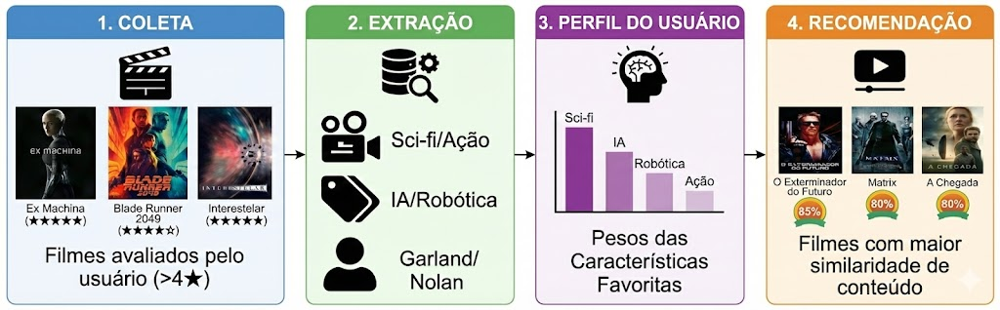 1. COLETA
EX MACHINA
BLADE
RUNNER
2049
INTERSTELAR
Ex Machina
(★★★★★)
Blade Runner
2049
(★★★★☆)
Interestelar
(★★★★★)
Filmes avaliados pelo
usuário (>4★)
2. EXTRAÇÃO
Sci-fi/Ação
IA/Robótica
Garland/
Nolan
3. PERFIL DO USUÁRIO
Sci-fi
IA
Robótica
Ação
Pesos das
Características
Favoritas
4. RECOMENDAÇÃO
O EXTERMINADOR
DO FUTURO
A CHEGADA
O Exterminador
do Futuro
85%
Matrix
80%
A Chegada
80%
Filmes com maior
similaridade de
conteúdo